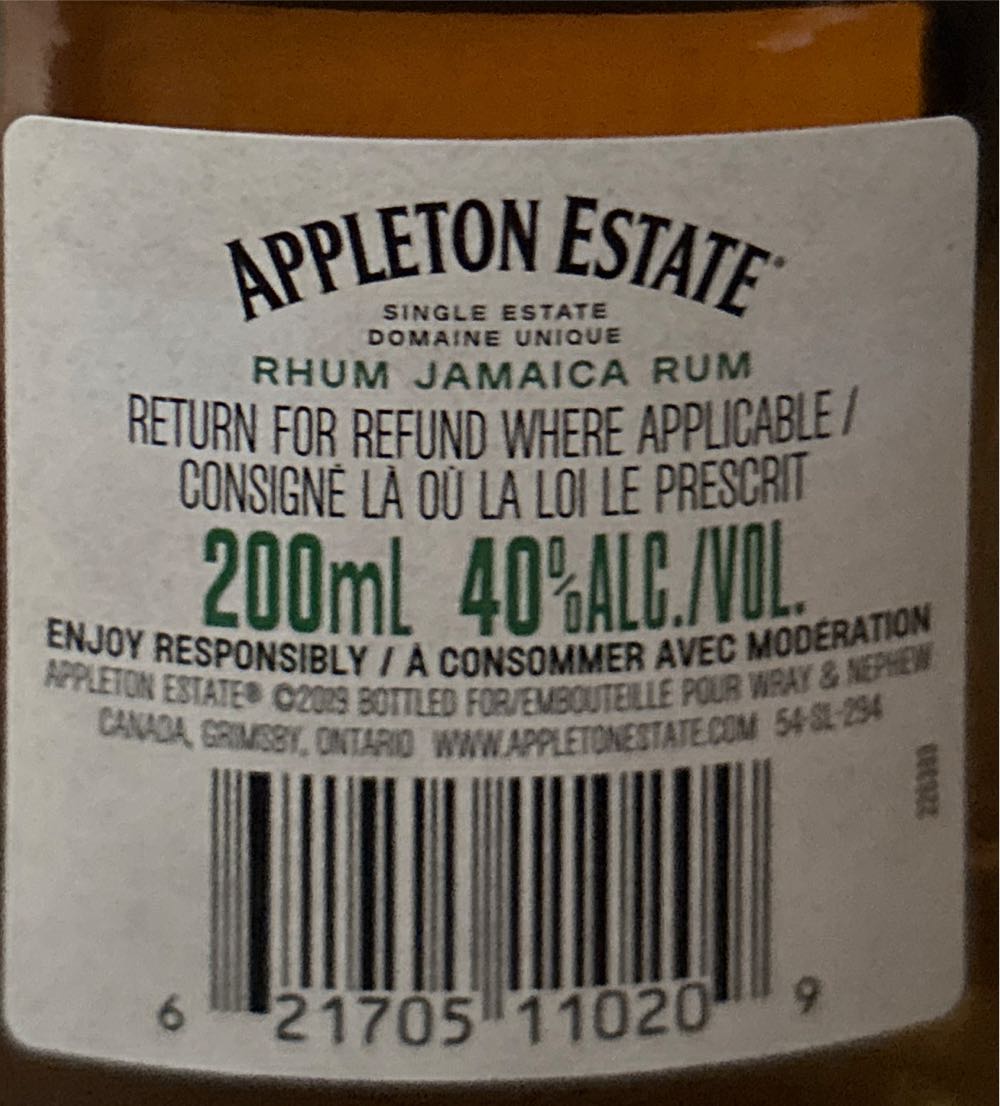 APPLETON ESTATE®
SINGLE ESTATE
DOMAINE UNIQUE
RHUM JAMAICA RUM
RETURN FOR REFUND WHERE APPLICABLE /
CONSIGNÉ LÀ OÙ LA LOI LE PRESCRIT
200mL 40% ALC./VOL.
ENJOY RESPONSIBLY / À CONSOMMER AVEC MODÉRATION
APPLETON ESTATE® ©2019 BOTTLED FOR/EMBOUTEILLÉ POUR WRAY & NEPHEW
CANADA, GRIMSBY, ONTARIO WWW.APPLETONESTATE.COM 54-SL-294
6 21705 11020 9